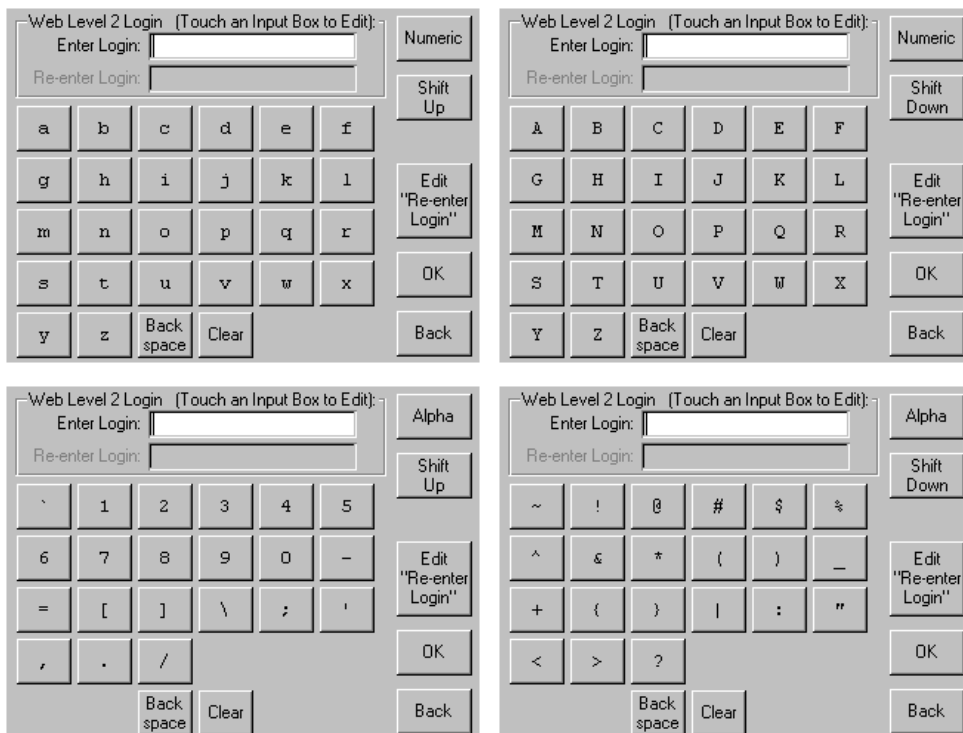 Web Level 2 Login (Touch an Input Box to Edit):
Enter Login:
Re-enter Login:
Numeric
Shift
Up
a b c d e f
g h i j k l
m n o p q r
s t u v w x
y z Back space Clear
Edit
"Re-enter
Login"
OK
Back
Web Level 2 Login (Touch an Input Box to Edit):
Enter Login:
Re-enter Login:
Numeric
Shift
Down
A B C D E F
G H I J K L
M N O P Q R
S T U V W X
Y Z Back space Clear
Edit
"Re-enter
Login"
OK
Back
Web Level 2 Login (Touch an Input Box to Edit):
Enter Login:
Re-enter Login:
Alpha
Shift
Up
` 1 2 3 4 5
6 7 8 9 0 -
= [ ] \ ; '
, . /
Back space Clear
Edit
"Re-enter
Login"
OK
Back
Web Level 2 Login (Touch an Input Box to Edit):
Enter Login:
Re-enter Login:
Alpha
Shift
Down
~ ! @ # $ %
^ & * ( ) _
+ { } | : "
< > ?
Back space Clear
Edit
"Re-enter
Login"
OK
Back